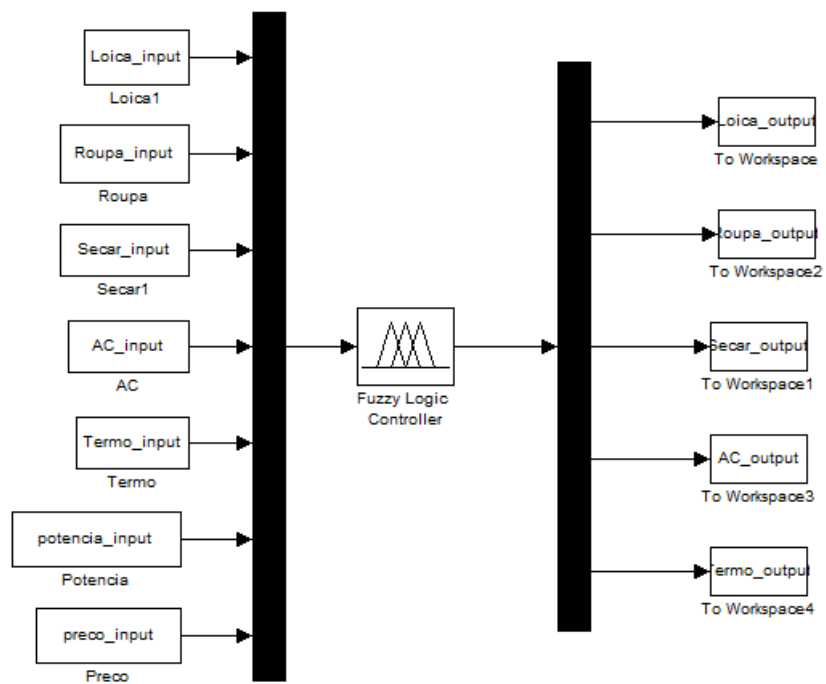 Loica_input
Loica1
Roupa_input
Roupa
Secar_input
Secar1
AC_input
AC
Termo_input
Termo
potencia_input
Potencia
preco_input
Preco
Fuzzy Logic
Controller
Loica_output
To Workspace
Roupa_output
To Workspace2
Secar_output
To Workspace1
AC_output
To Workspace3
Termo_output
To Workspace4